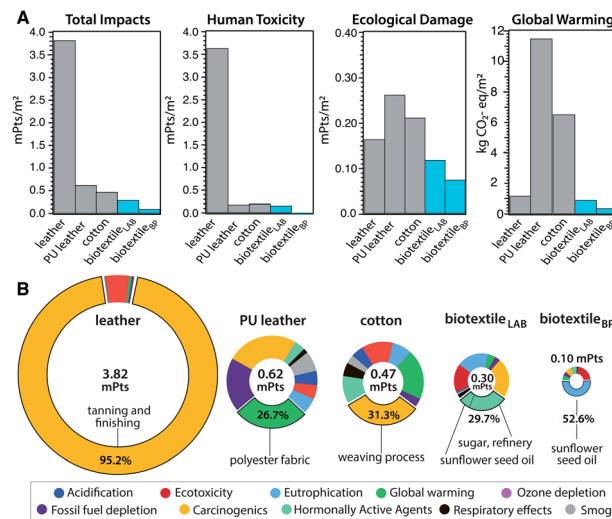 A
Total Impacts
mPts/m²
4.0
3.5
3.0
2.5
2.0
1.5
1.0
0.5
0.0
leather
PU leather
cotton
biotextileLAB
biotextileBP
Human Toxicity
4.0
3.5
3.0
2.5
2.0
1.5
1.0
0.5
0.0
leather
PU leather
cotton
biotextileLAB
biotextileBP
Ecological Damage
mPts/m²
0.40
0.30
0.20
0.10
0.00
leather
PU leather
cotton
biotextileLAB
biotextileBP
Global Warming
kg CO₂- eq/m²
12
10
8
6
4
2
0
leather
PU leather
cotton
biotextileLAB
biotextileBP
B
leather
3.82
mPts
tanning and
finishing
95.2%
PU leather
0.62
mPts
26.7%
polyester fabric
cotton
0.47
mPts
31.3%
weaving process
biotextileLAB
0.30
mPts
29.7%
sugar, refinery
sunflower seed oil
biotextileBP
0.10 mPts
52.6%
sunflower
seed oil
Acidification
Ecotoxicity
Eutrophication
Global warming
Ozone depletion
Fossil fuel depletion
Carcinogenics
Hormonally Active Agents
Respiratory effects
Smog